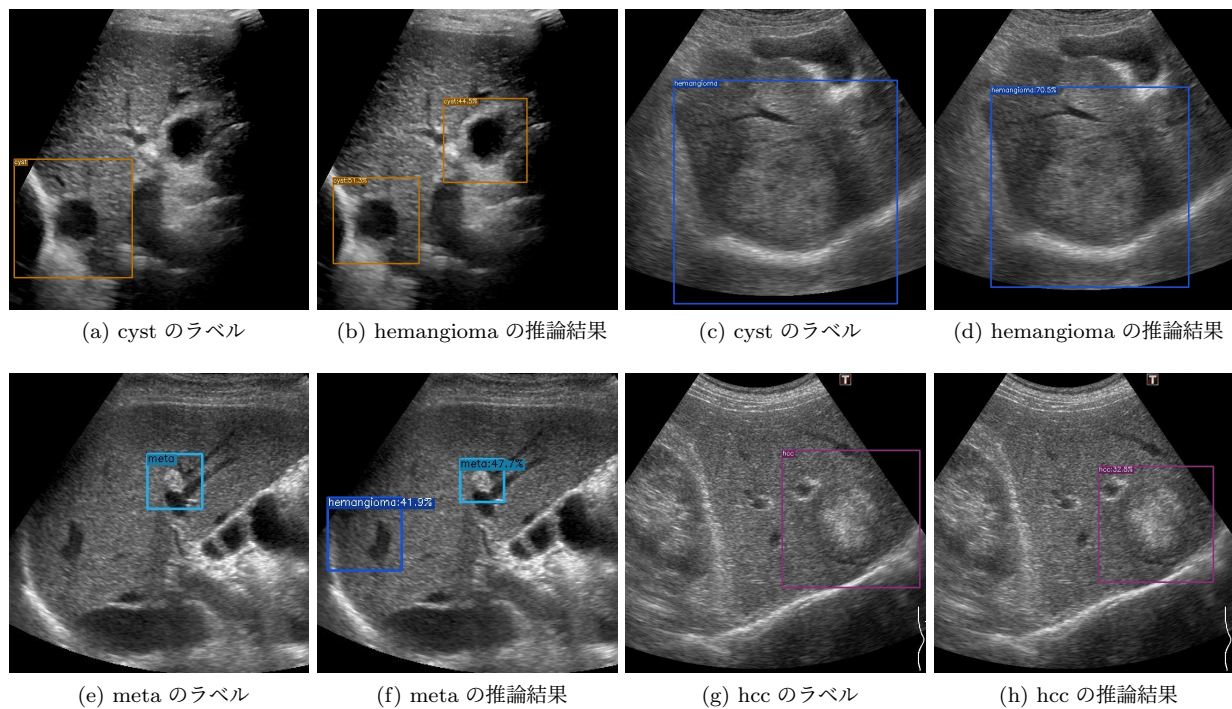 cyst
cyst:44.5%
cyst:51.3%
hemangioma
hemangioma:70.5%
(a) cyst のラベル
(b) hemangioma の推論結果
(c) cyst のラベル
(d) hemangioma の推論結果
T
T
meta
meta:47.7%
hemangioma:41.9%
hcc
hcc:32.8%
(e) meta のラベル
(f) meta の推論結果
(g) hcc のラベル
(h) hcc の推論結果